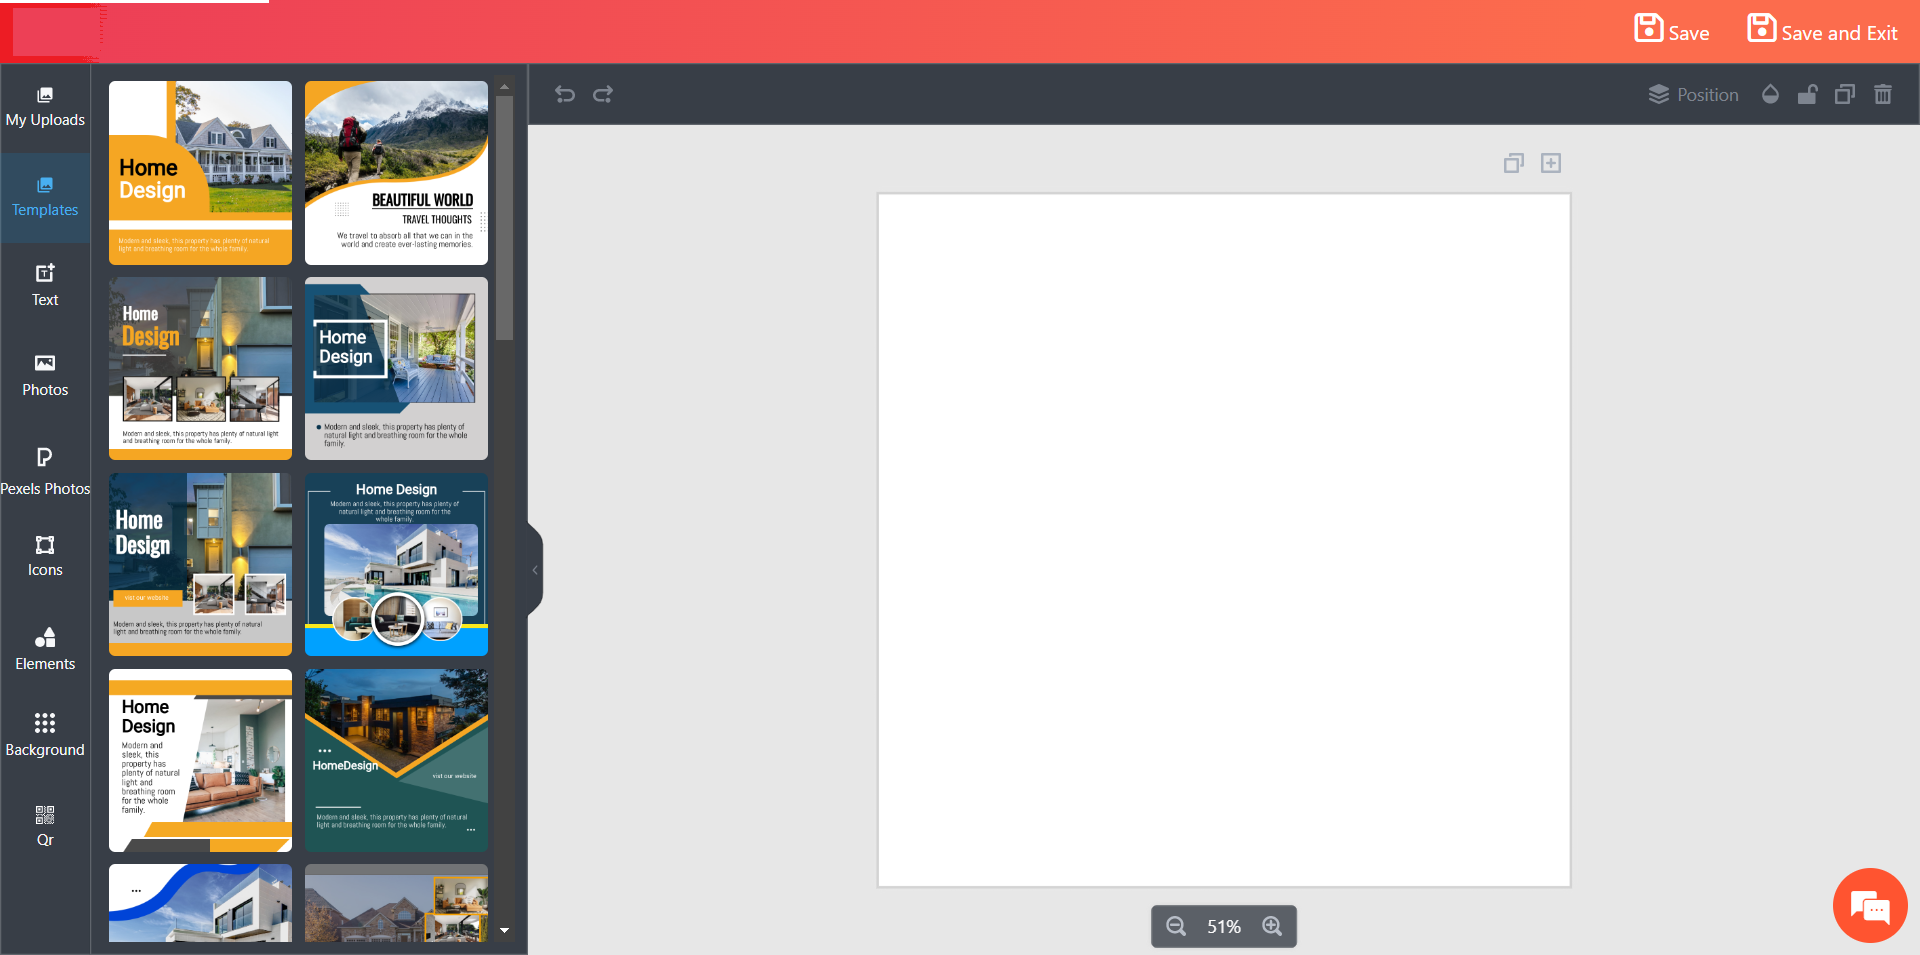 Save
Save and Exit
My Uploads
Templates
Text
Photos
Pexels Photos
Icons
Elements
Background
Qr
Position
Home
Design
Modern and sleek, this property has plenty of natural
light and breathing room for the whole family.
BEAUTIFUL WORLD
TRAVEL THOUGHTS
We travel to absorb all that we can in the
world and create ever-lasting memories.
Home
Design
Modern and sleek, this property has plenty of natural light
and breathing room for the whole family.
Home
Design
Modern and sleek, this property has plenty of
natural light and breathing room for the whole
family.
Home
Design
vist our website
Modern and sleek, this property has plenty of natural
light and breathing room for the whole family.
Home Design
Modern and sleek, this property has plenty of
natural light and breathing room for the
whole family.
Home
Design
Modern and
sleek, this
property has
plenty of natural
light and
breathing room
for the whole
family.
HomeDesign
vist our website
Modern and sleek, this property has plenty of natural
light and breathing room for the whole family.
51%